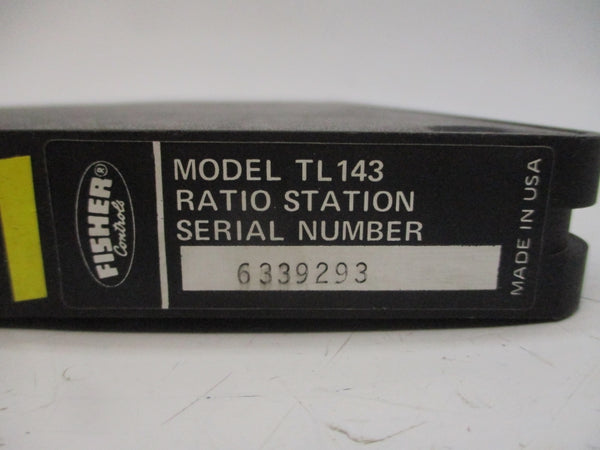 FISHER®
Controls
MODEL TL143
RATIO STATION
SERIAL NUMBER
6339293
MADE IN USA